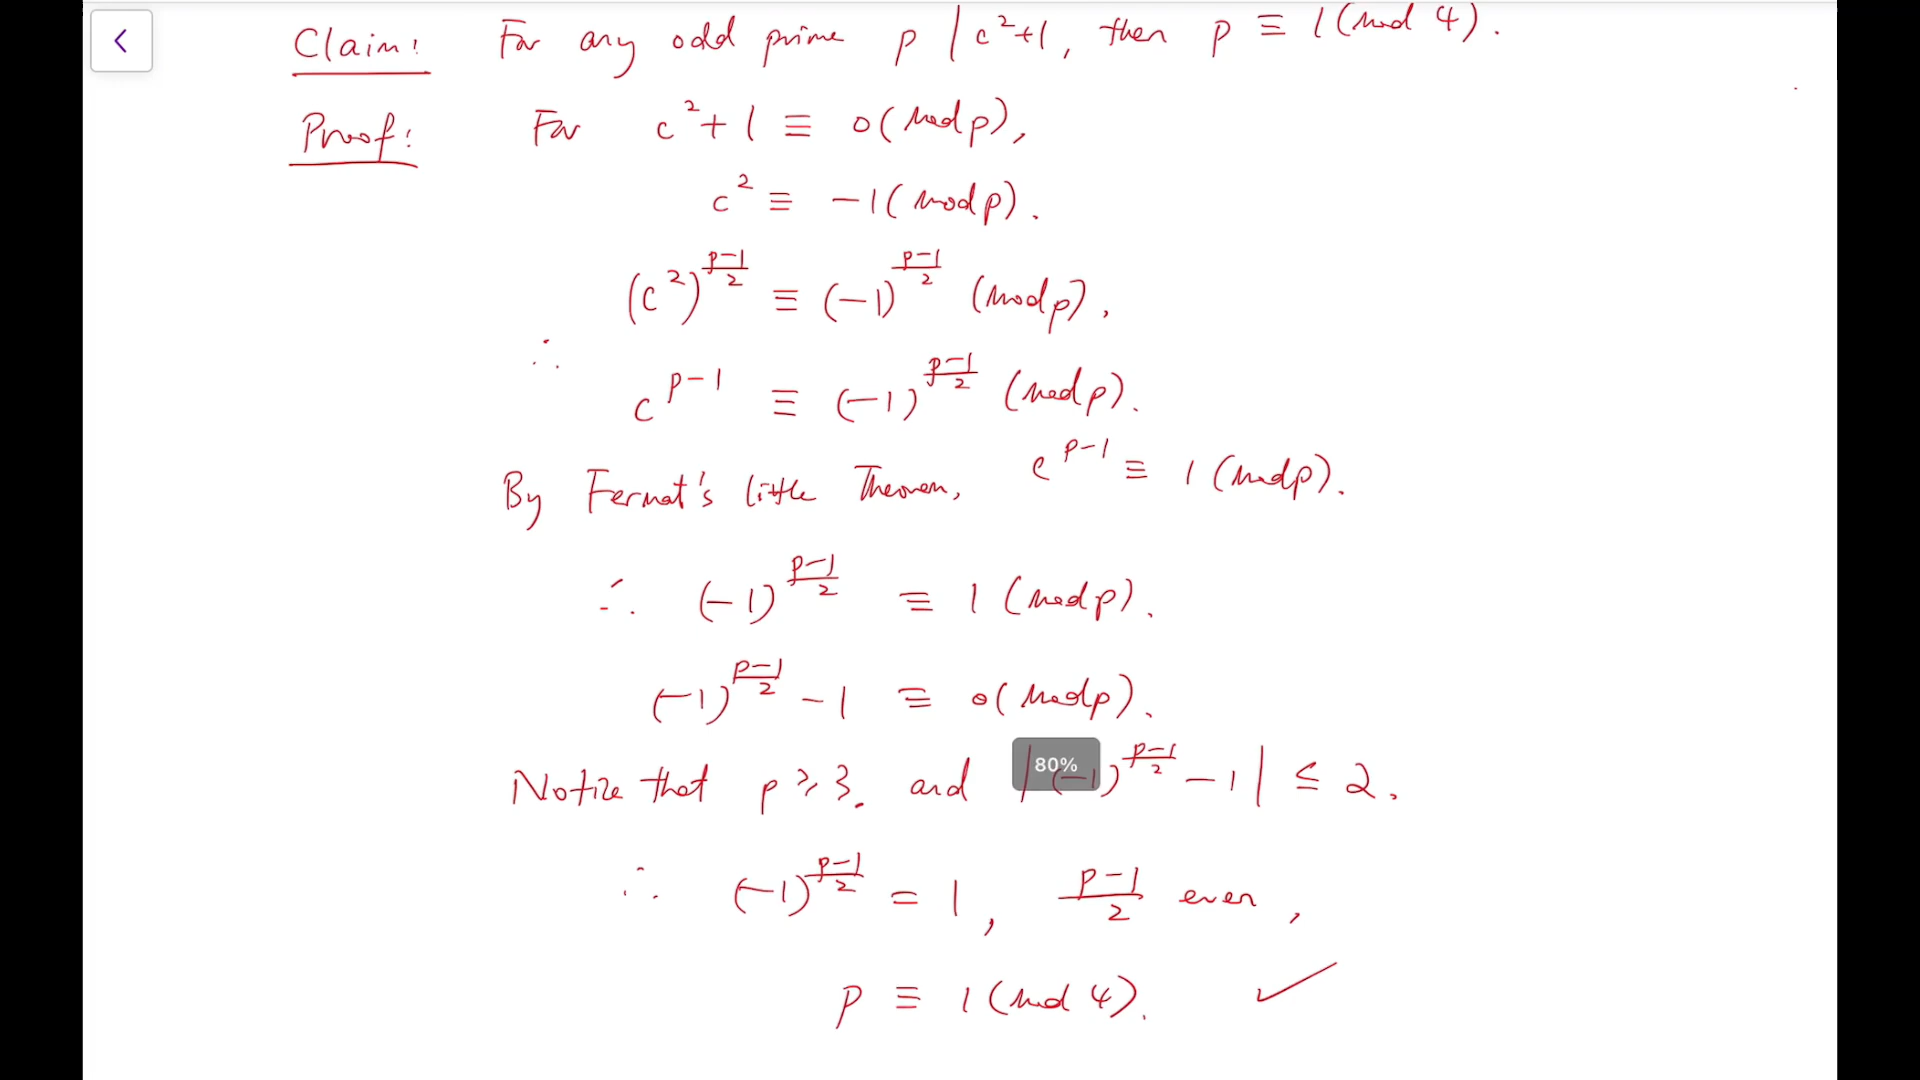 Claim: For any odd prime p | c²+1, then p ≡ 1 (mod 4).
Proof: For c²+1 ≡ 0 (mod p),
c² ≡ -1 (mod p).
(c²)^((p-1)/2) ≡ (-1)^((p-1)/2) (mod p),
∴ c^(p-1) ≡ (-1)^((p-1)/2) (mod p).
By Fermat's little Theorem, c^(p-1) ≡ 1 (mod p).
∴ (-1)^((p-1)/2) ≡ 1 (mod p).
(-1)^((p-1)/2) - 1 ≡ 0 (mod p).
Notice that p ≥ 3. and |(-1)^((p-1)/2) - 1| ≤ 2.
80%
∴ (-1)^((p-1)/2) = 1, (p-1)/2 even,
p ≡ 1 (mod 4). ✓